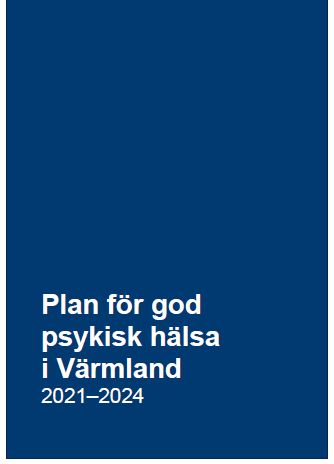 Plan för god
psykisk hälsa
i Värmland
2021–2024